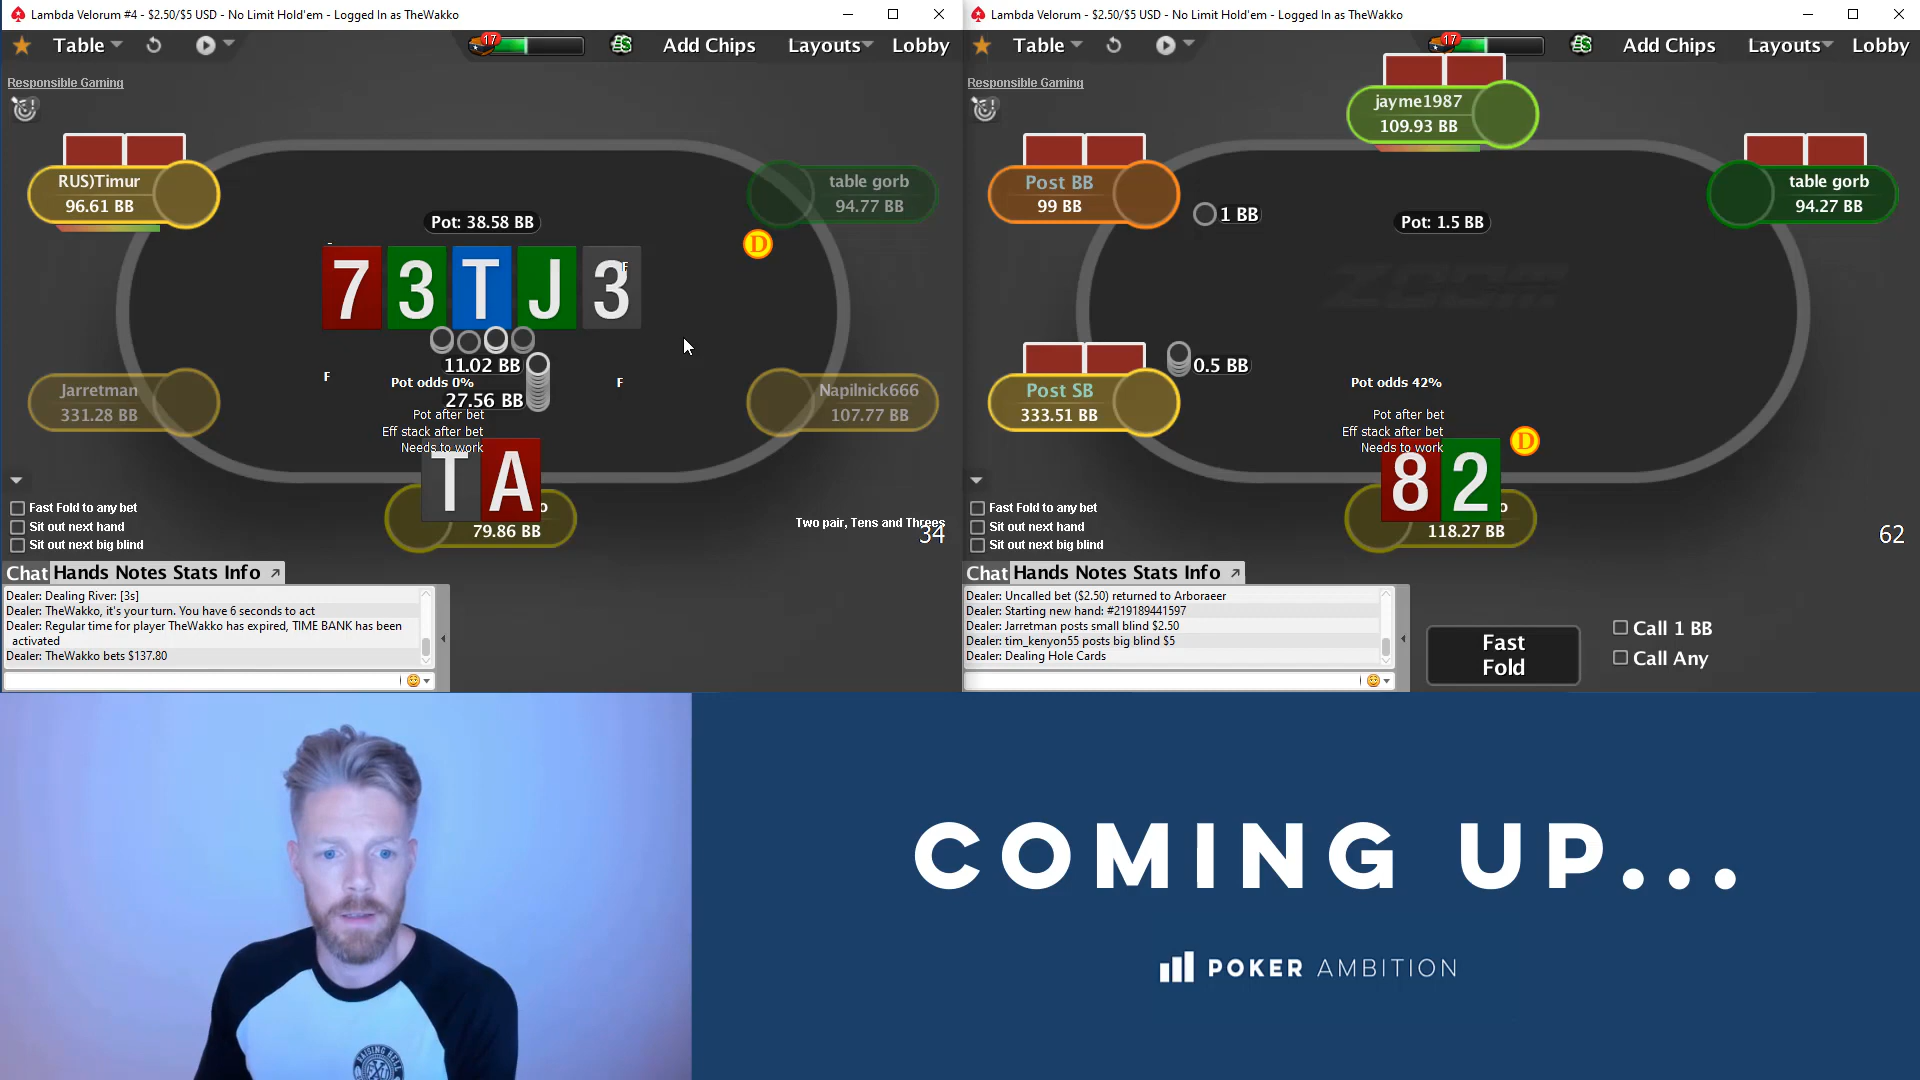 Lambda Velorum #4 - $2.50/$5 USD - No Limit Hold'em - Logged In as TheWakko
Table
17
Add Chips
Layouts
Lobby
Responsible Gaming
RUS)Timur
96.61 BB
table gorb
94.77 BB
Pot: 38.58 BB
D
7 3 T J 3
F
11.02 BB
F
Pot odds 0%
F
27.56 BB
Jarretman
331.28 BB
Napilnick666
107.77 BB
Pot after bet
Eff stack after bet
Needs to work
T A
79.86 BB
Fast Fold to any bet
Sit out next hand
Sit out next big blind
Two pair, Tens and Threes
34
Chat Hands Notes Stats Info
Dealer: Dealing River: [3s]
Dealer: TheWakko, it's your turn. You have 6 seconds to act
Dealer: Regular time for player TheWakko has expired, TIME BANK has been
activated
Dealer: TheWakko bets $137.80
Lambda Velorum - $2.50/$5 USD - No Limit Hold'em - Logged In as TheWakko
Table
17
Add Chips
Layouts
Lobby
Responsible Gaming
jayme1987
109.93 BB
Post BB
99 BB
1 BB
table gorb
94.27 BB
Pot: 1.5 BB
ZOOM
Post SB
333.51 BB
0.5 BB
Pot odds 42%
Pot after bet
Eff stack after bet
Needs to work
D
8 2
118.27 BB
Fast Fold to any bet
Sit out next hand
Sit out next big blind
62
Chat Hands Notes Stats Info
Dealer: Uncalled bet ($2.50) returned to Arboraeer
Dealer: Starting new hand: #219189441597
Dealer: Jarretman posts small blind $2.50
Dealer: tim_kenyon55 posts big blind $5
Dealer: Dealing Hole Cards
Fast
Fold
Call 1 BB
Call Any
COMING UP...
POKER AMBITION